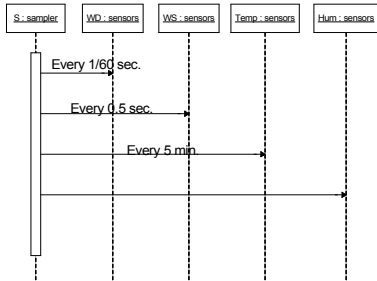 S : sampler
WD : sensors
WS : sensors
Temp : sensors
Hum : sensors
Every 1/60 sec.
Every 0.5 sec.
Every 5 min.